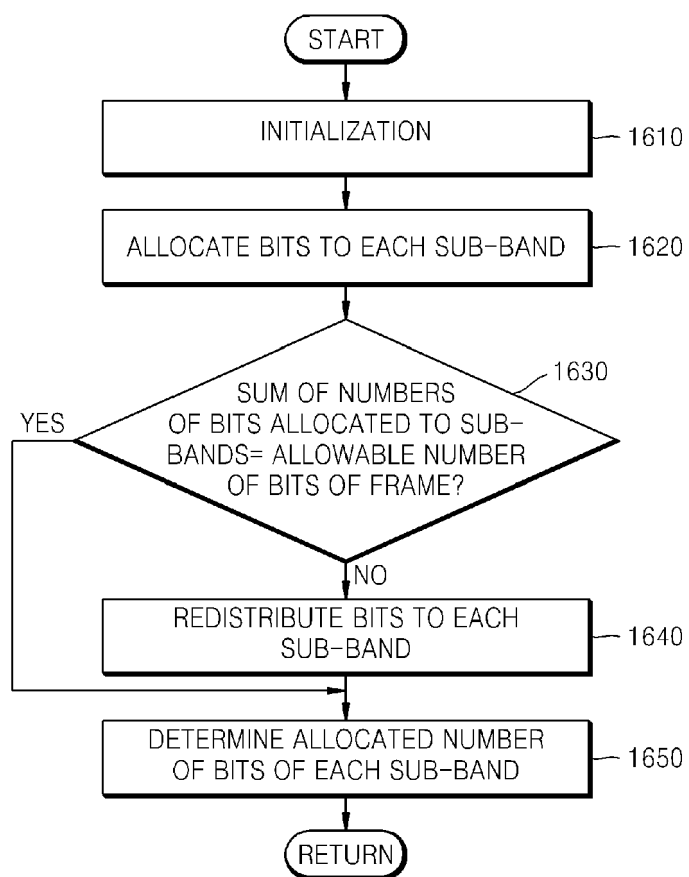 START
INITIALIZATION
1610
ALLOCATE BITS TO EACH SUB-BAND
1620
1630
SUM OF NUMBERS
OF BITS ALLOCATED TO SUB-
BANDS= ALLOWABLE NUMBER
OF BITS OF FRAME?
YES
NO
REDISTRIBUTE BITS TO EACH
SUB-BAND
1640
DETERMINE ALLOCATED NUMBER
OF BITS OF EACH SUB-BAND
1650
RETURN